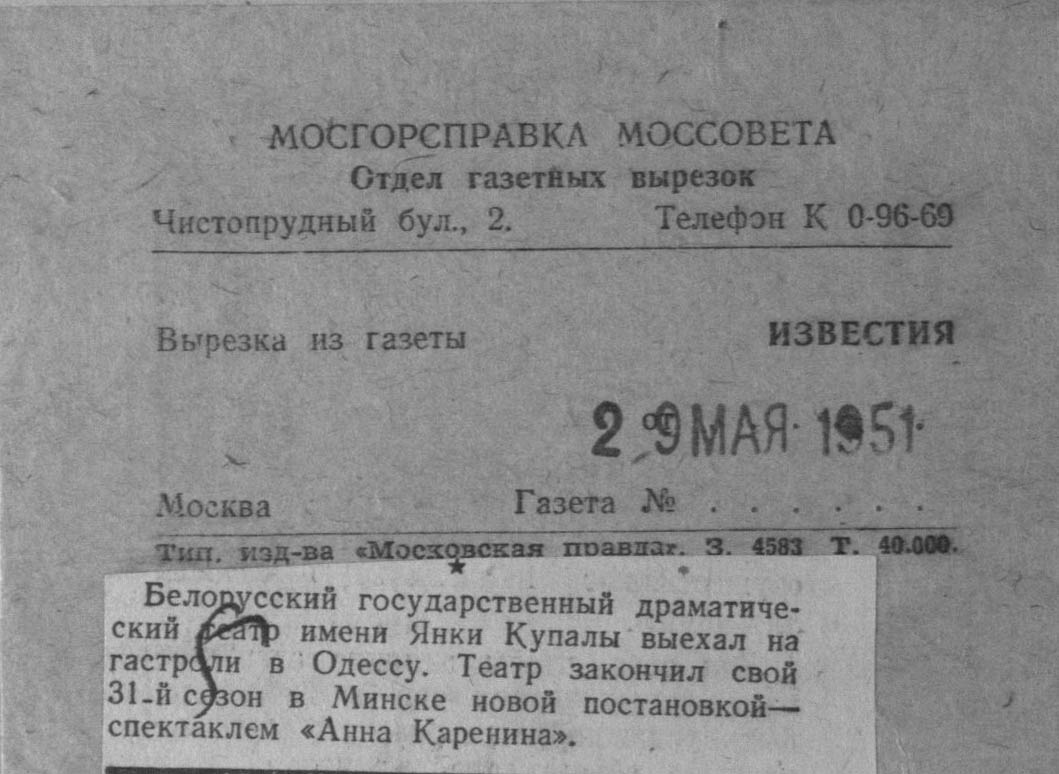 МОСГОРСПРАВКА МОССОВЕТА
Отдел газетных вырезок
Чистопрудный бул., 2. Телефон К 0-96-69
Вырезка из газеты ИЗВЕСТИЯ
от
29 МАЯ 1951
Москва Газета № . . . . . .
Тип. изд-ва «Московская правда». З. 4583 Т. 40.000.
Белорусский государственный драматиче-
ский театр имени Янки Купалы выехал на
гастроли в Одессу. Театр закончил свой
31-й сезон в Минске новой постановкой—
спектаклем «Анна Каренина».